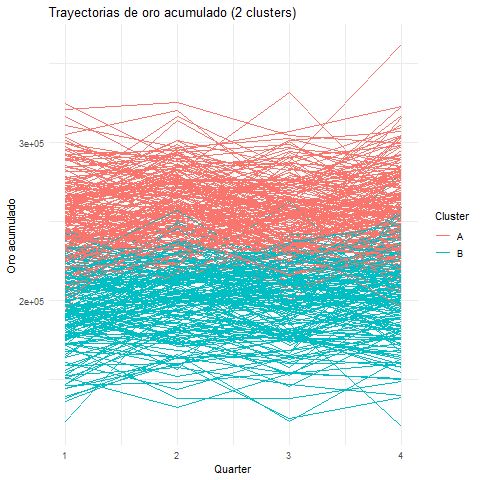 Trayectorias de oro acumulado (2 clusters)
Oro acumulado
3e+05
2e+05
1
2
3
4
Quarter
Cluster
A
B